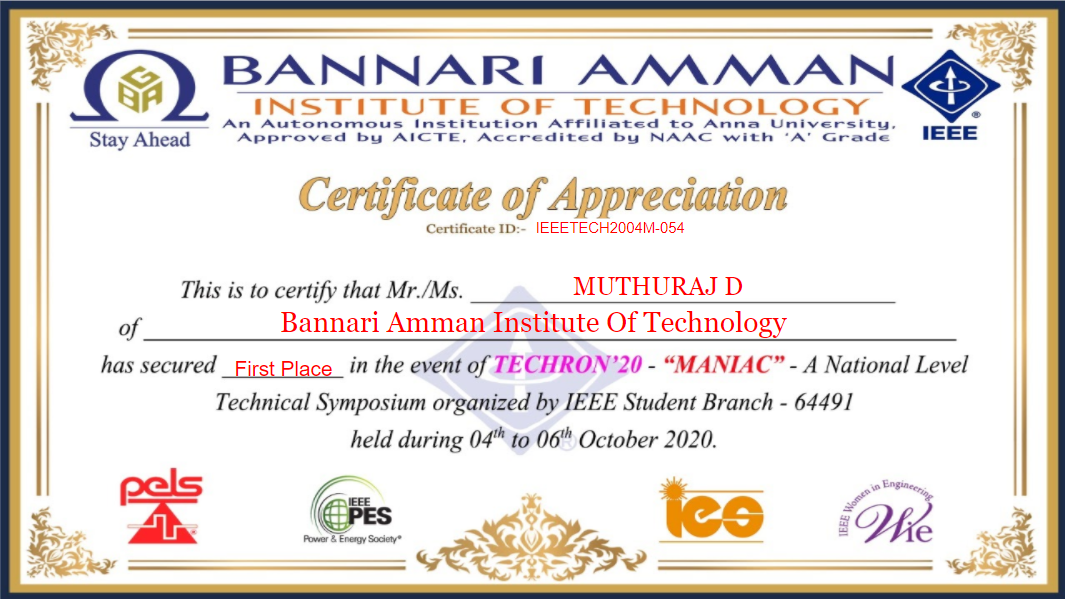 BANNARI AMMAN
INSTITUTE OF TECHNOLOGY
An Autonomous Institution Affiliated to Anna University,
Approved by AICTE, Accredited by NAAC with ‘A’ Grade
Stay Ahead
IEEE®
Certificate of Appreciation
Certificate ID:- IEEETECH2004M-054
This is to certify that Mr./Ms. MUTHURAJ D
of Bannari Amman Institute Of Technology
has secured First Place in the event of TECHRON’20 - “MANIAC” - A National Level
Technical Symposium organized by IEEE Student Branch - 64491
held during 04th to 06th October 2020.
pels
IEEE
PES
Power & Energy Society®
ies
IEEE Women in Engineering
Wie